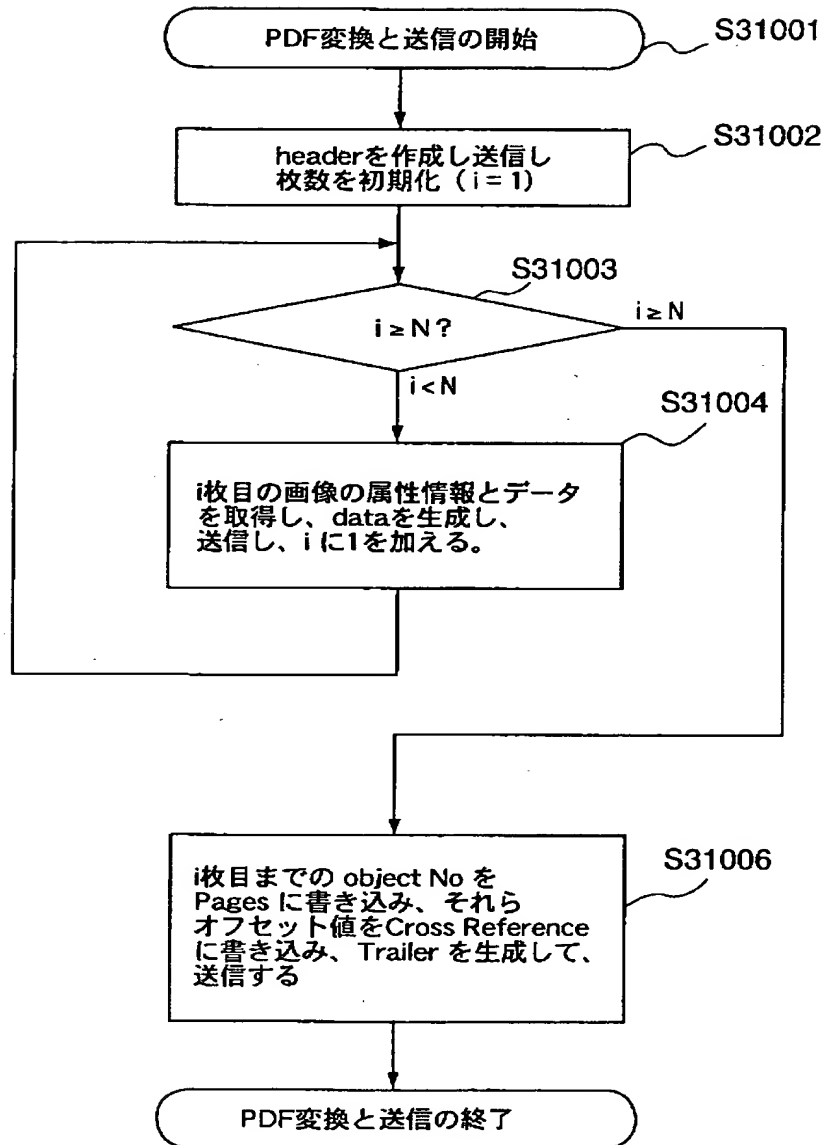 PDF変換と送信の開始
S31001
headerを作成し送信し
枚数を初期化（i = 1）
S31002
S31003
i ≥ N ?
i ≥ N
i < N
S31004
i枚目の画像の属性情報とデータ
を取得し、dataを生成し、
送信し、i に1を加える。
i枚目までの object No を
Pages に書き込み、それら
オフセット値をCross Reference
に書き込み、Trailer を生成して、
送信する
S31006
PDF変換と送信の終了